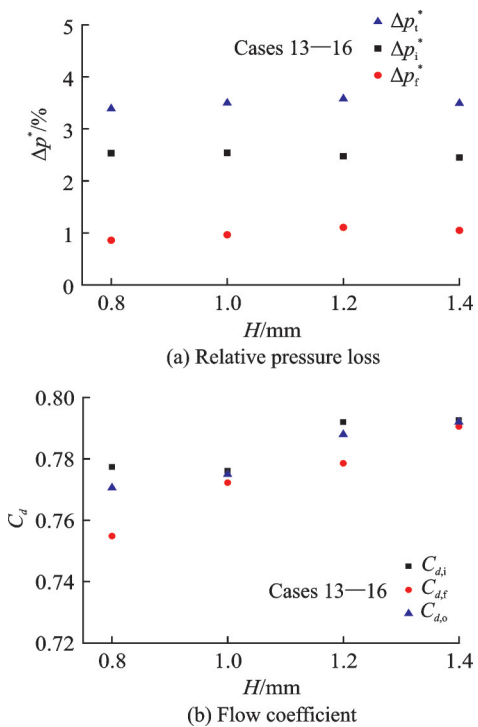 5
Δpt*
Cases 13—16
Δpi*
Δpf*
4
3
Δp*/%
2
1
0
0.8 1.0 1.2 1.4
H/mm
(a) Relative pressure loss
0.80
0.78
Cd
0.76
0.74
Cd,i
Cases 13—16
Cd,f
Cd,o
0.72
0.8 1.0 1.2 1.4
H/mm
(b) Flow coefficient